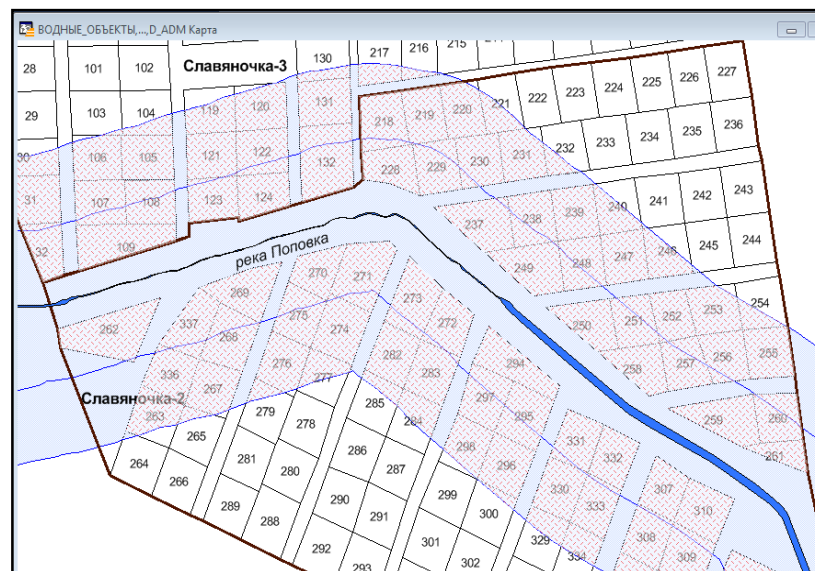 ВОДНЫЕ_ОБЪЕКТЫ,...,D_ADM Карта
28 101 102 Славяночка-3 130 217 216 215
29 103 104 119 120 131 218 219 220 221 222 223 224 225 226 227
30 106 105 121 122 132 228 229 230 231 232 233 234 235 236
31 107 108 123 124 237 238 239 240 241 242 243
32 109 249 248 247 246 245 244
река Поповка
262 337 269 270 271 273 272 250 251 252 253 254
336 268 275 274 282 283 294 258 257 256 255
Славяночка-2 263 267 276 277 284 297 295 259 260
264 265 279 278 285 298 296 331 332 261
266 281 280 286 287 330 333 307 310
289 288 290 291 299 300 329 334 308 309
292 293 301 302